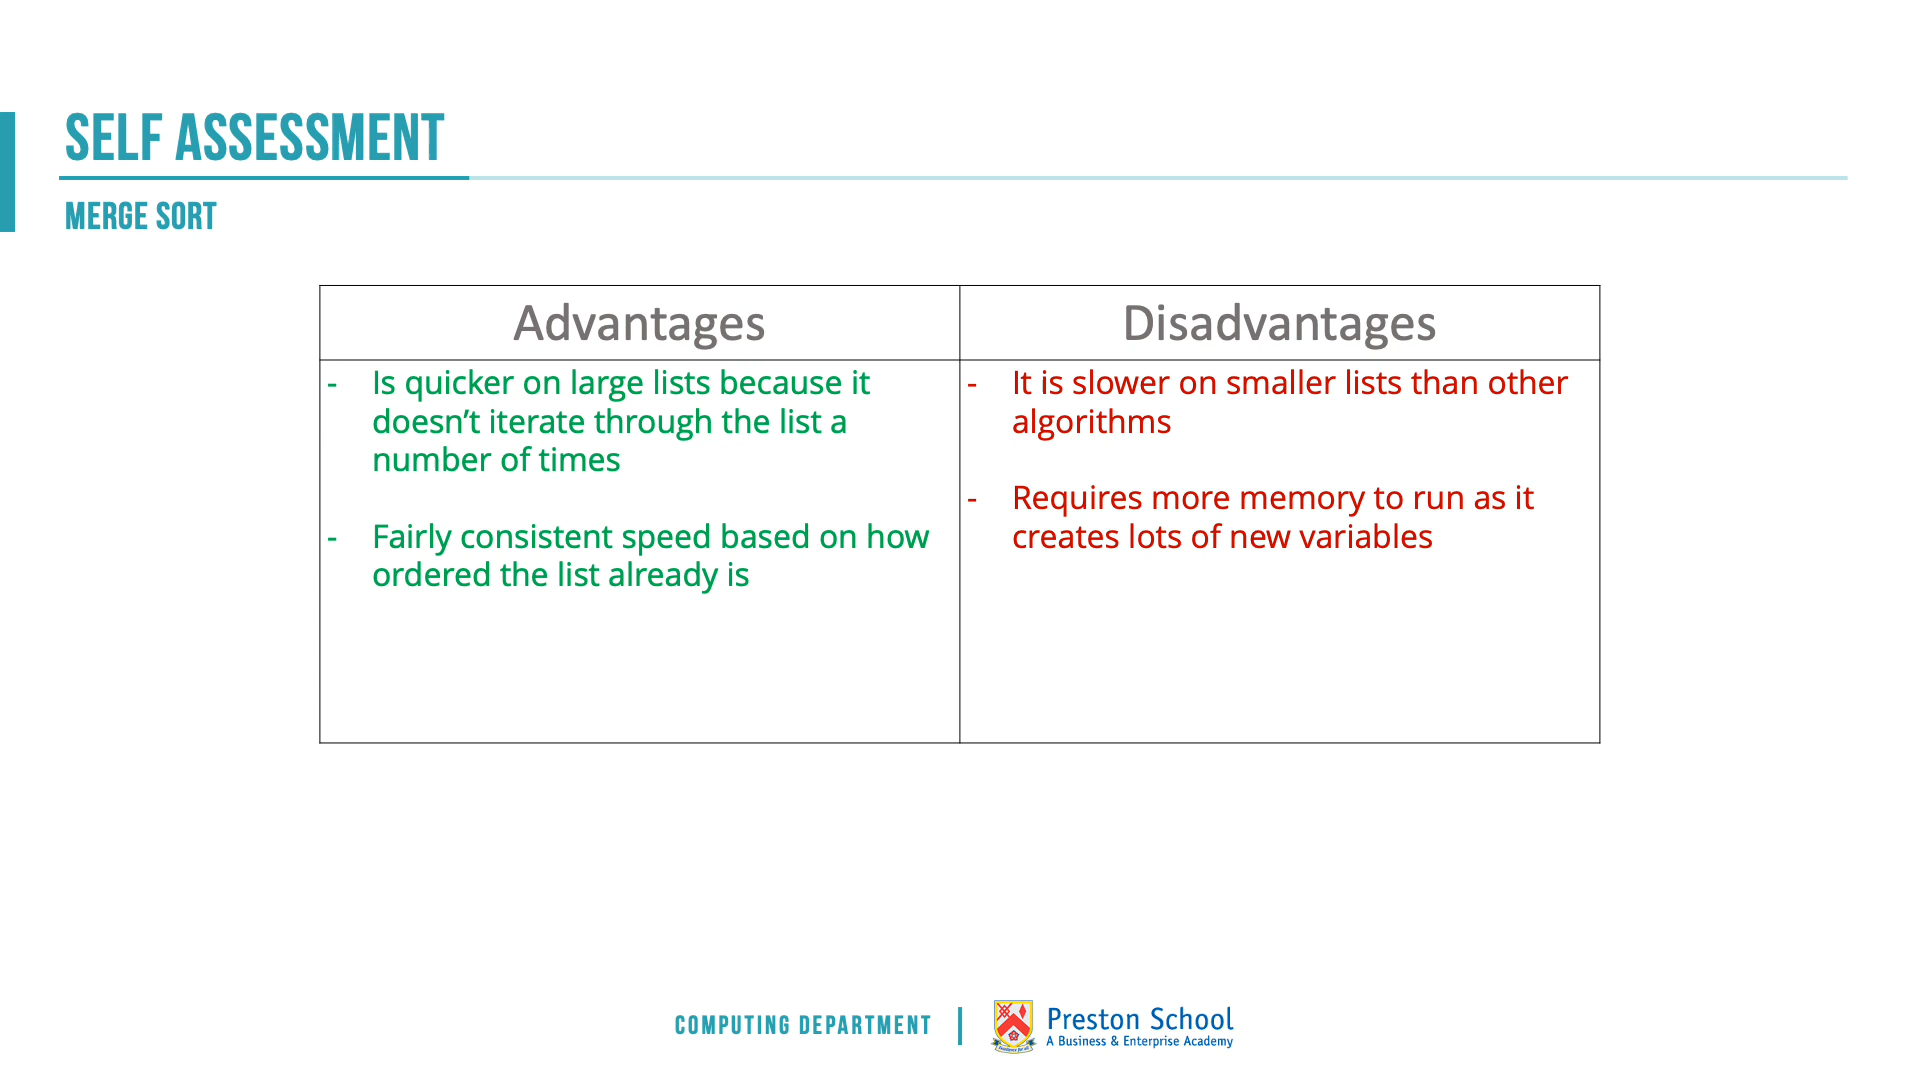 SELF ASSESSMENT
MERGE SORT
Advantages
- Is quicker on large lists because it
doesn’t iterate through the list a
number of times
- Fairly consistent speed based on how
ordered the list already is
Disadvantages
- It is slower on smaller lists than other
algorithms
- Requires more memory to run as it
creates lots of new variables
COMPUTING DEPARTMENT
Preston School
A Business & Enterprise Academy